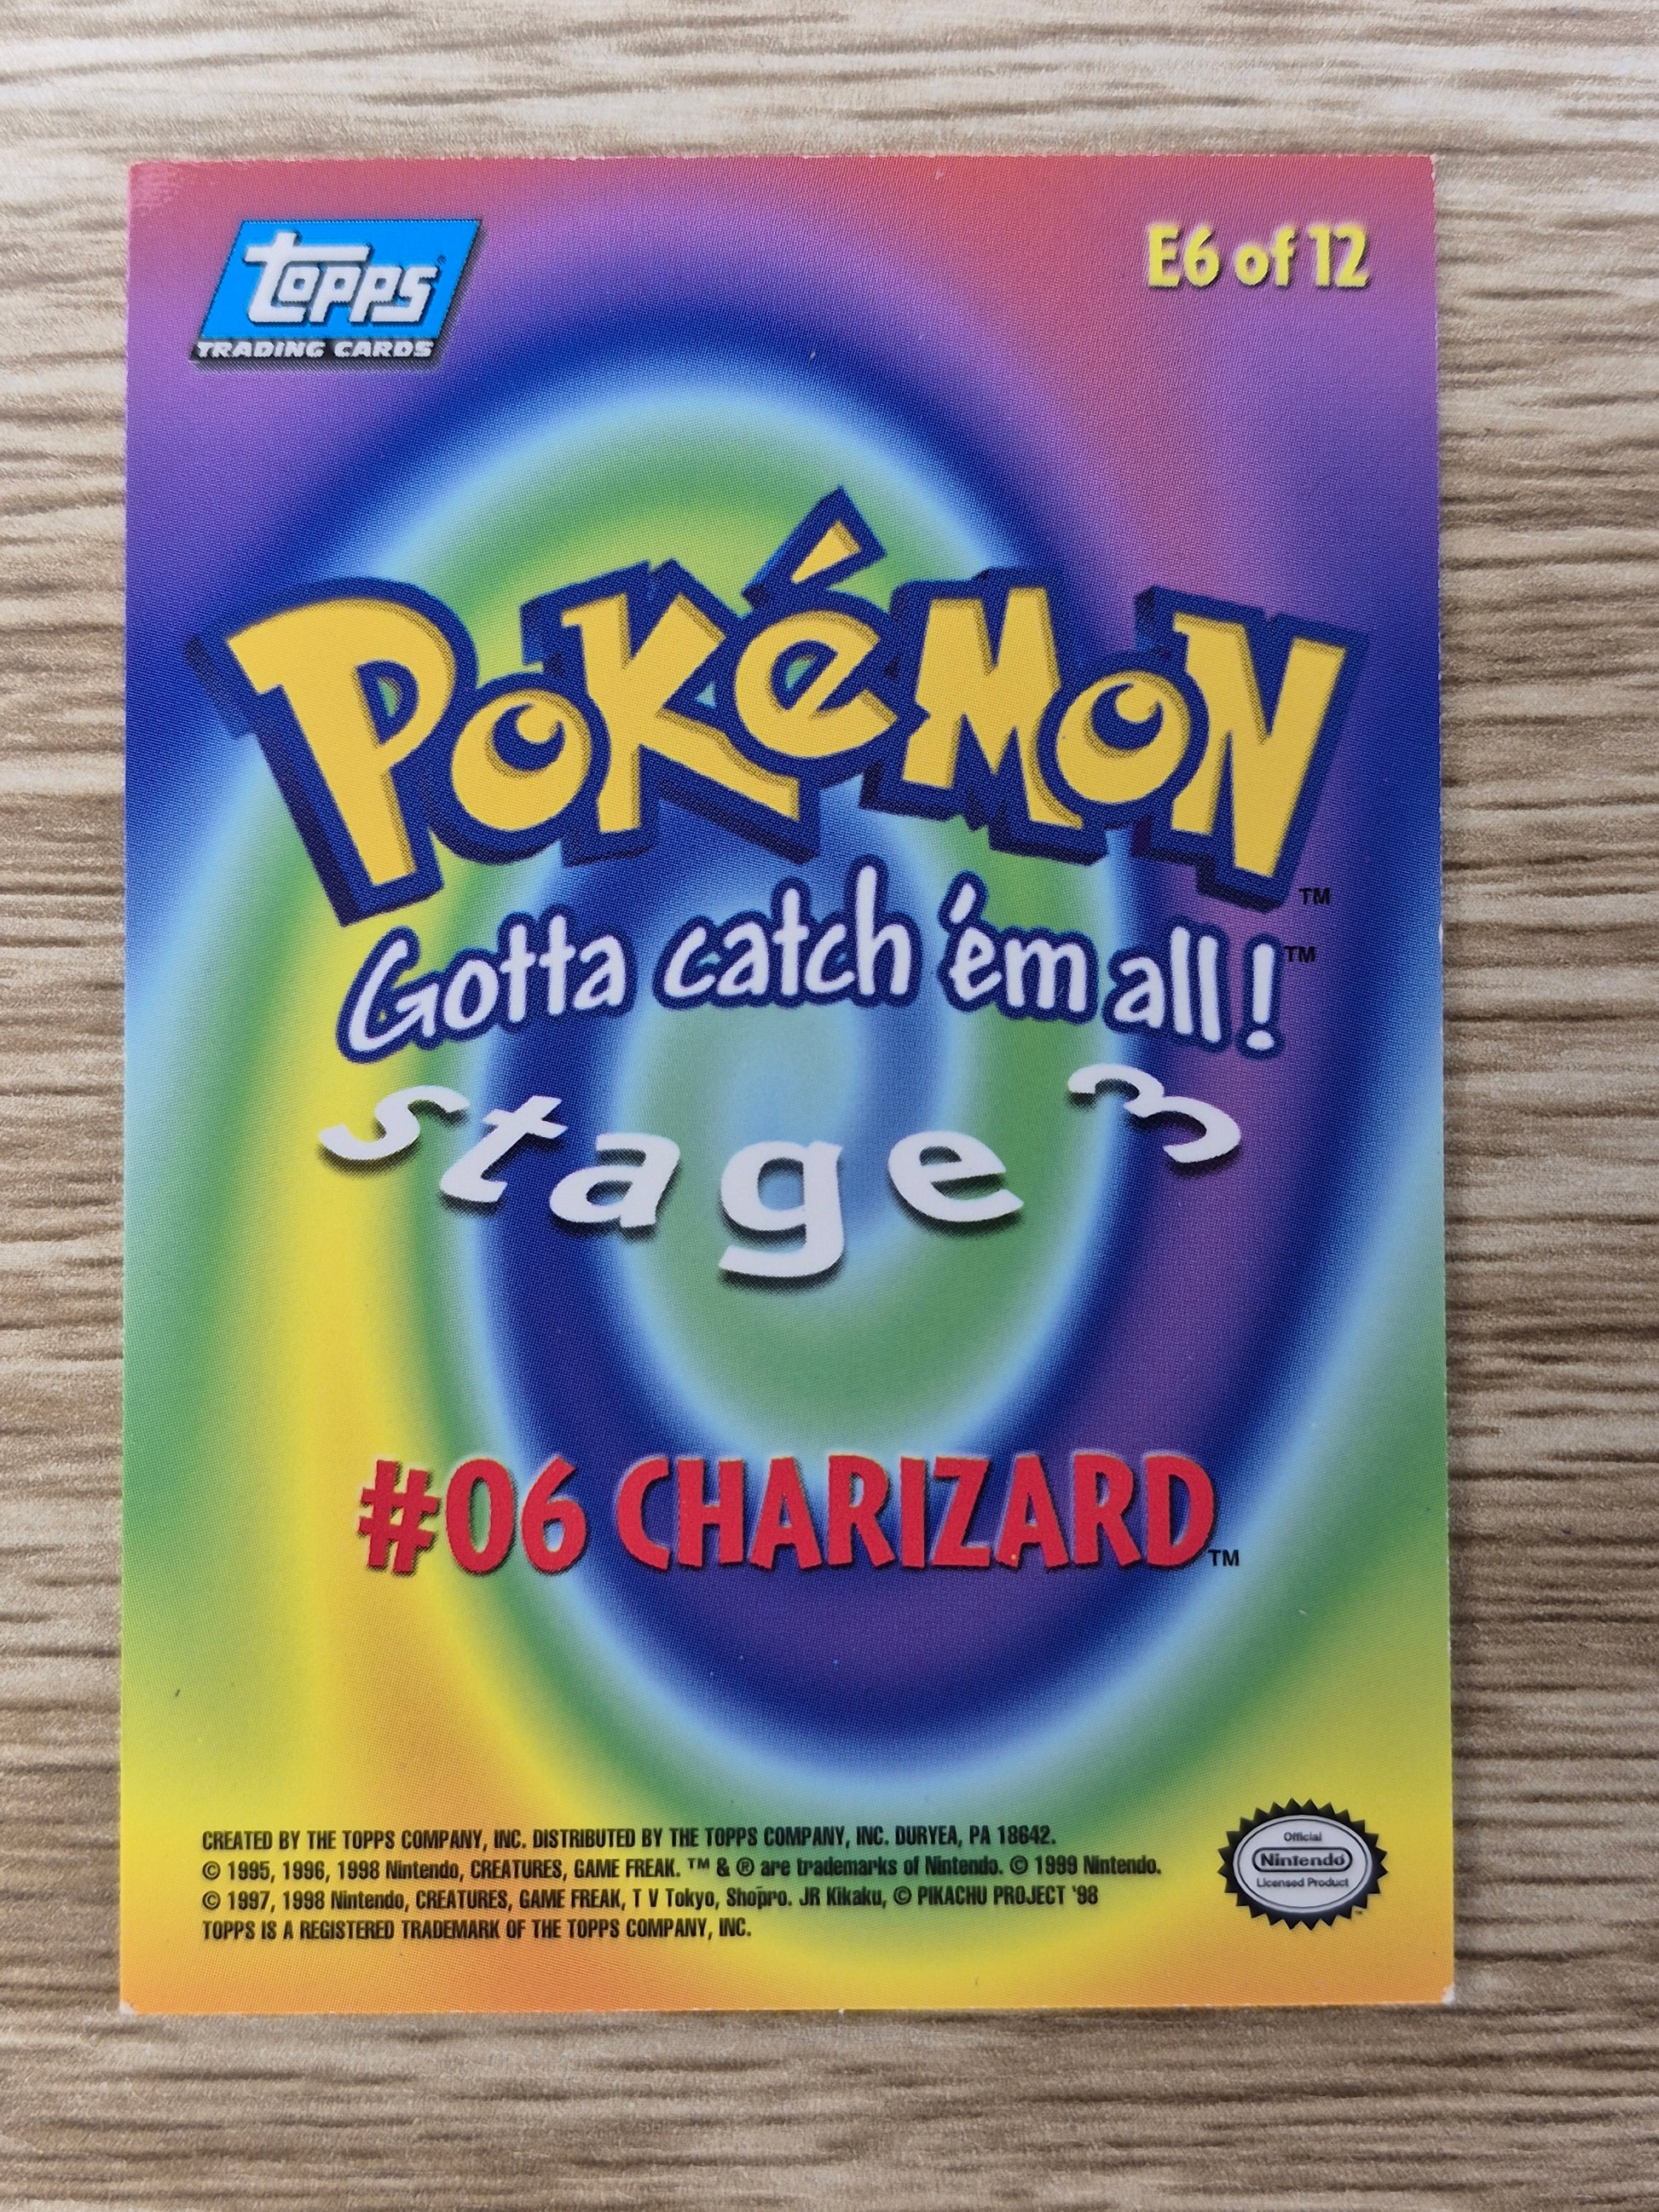 topps®
TRADING CARDS
E6 of 12
POKéMON™
Gotta catch 'em all!™
stage 3
#06 CHARIZARD™
CREATED BY THE TOPPS COMPANY, INC. DISTRIBUTED BY THE TOPPS COMPANY, INC. DURYEA, PA 18642.
© 1995, 1996, 1998 Nintendo, CREATURES, GAME FREAK. ™ & ® are trademarks of Nintendo. © 1999 Nintendo.
© 1997, 1998 Nintendo, CREATURES, GAME FREAK, T V Tokyo, Shōpro. JR Kikaku, © PIKACHU PROJECT '98
TOPPS IS A REGISTERED TRADEMARK OF THE TOPPS COMPANY, INC.
Official
Nintendo
Licensed Product